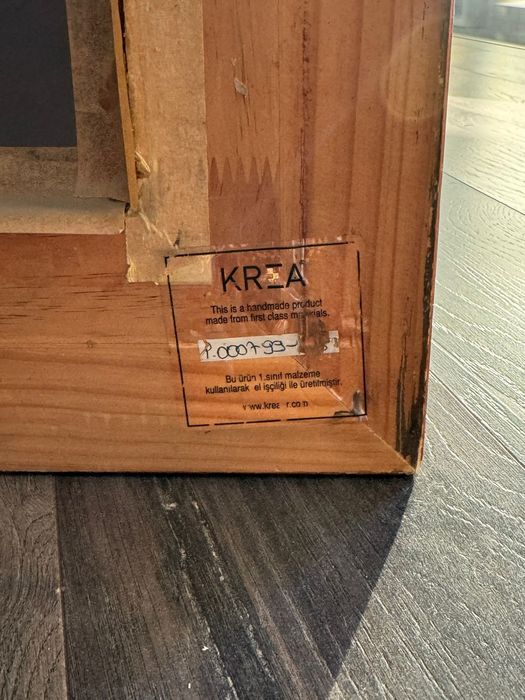 KREA
This is a handmade product
made from first class materials.
P.000799-
Bu ürün 1.sınıf malzeme
kullanılarak el işçiliği ile üretilmiştir.